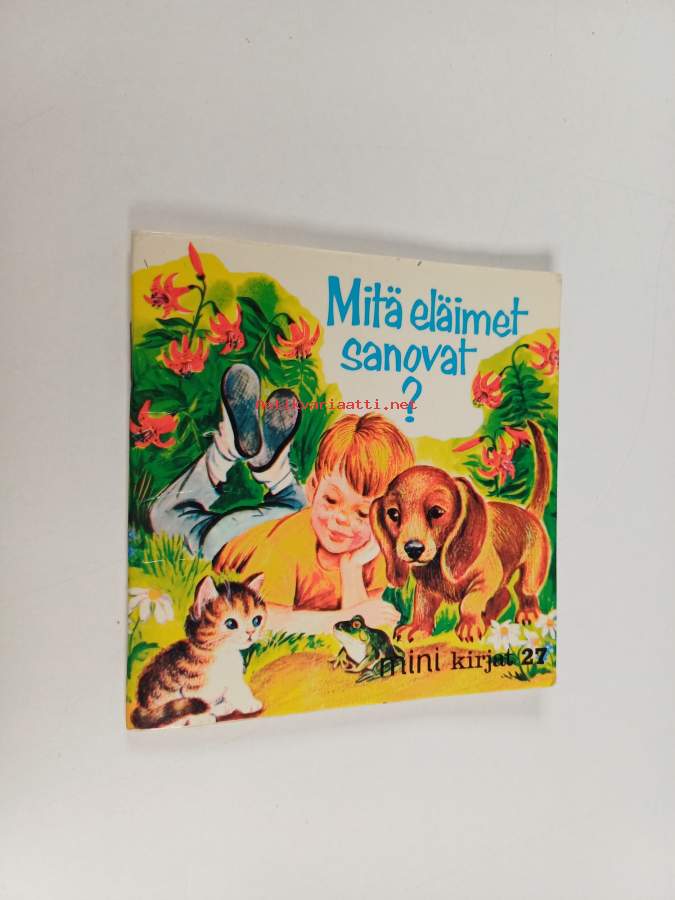 Mitä eläimet
sanovat
?
antikvariaatti.net
mini kirjat 27